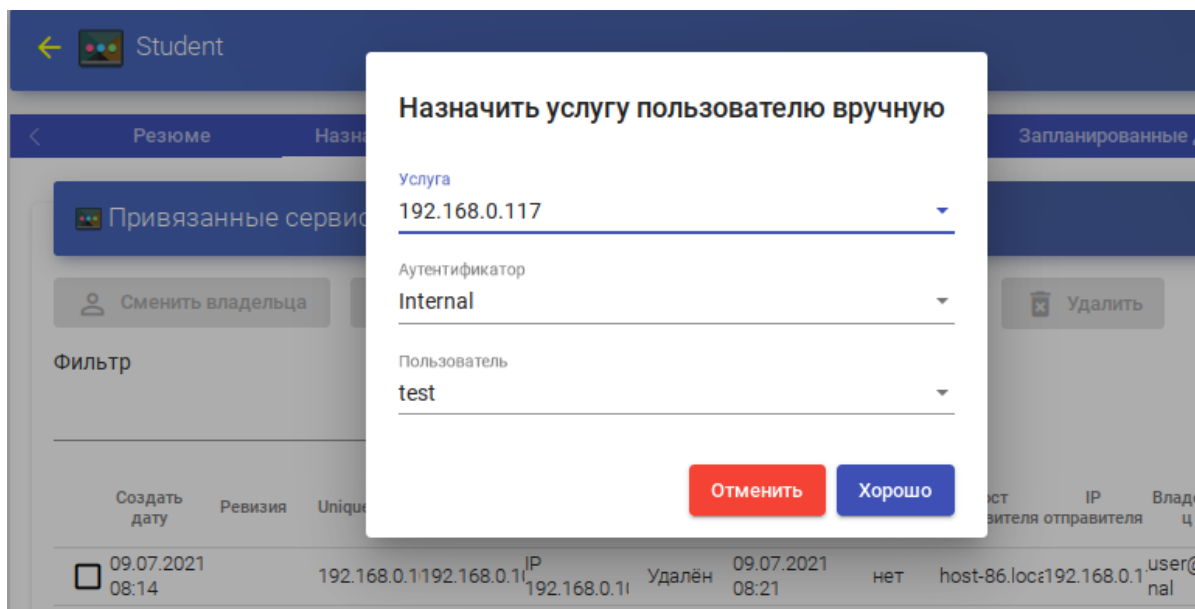 Student
Назначить услугу пользователю вручную
Резюме
Запланированные
Услуга
192.168.0.117
Привязанные
Аутентификатор
Internal
Сменить владельца
Удалить
Фильтр
Пользователь
test
Отменить Хорошо
Создать дату Ревизия IP отправителя
09.07.2021 08:14 IP Удалён 09.07.2021 08:21 нет